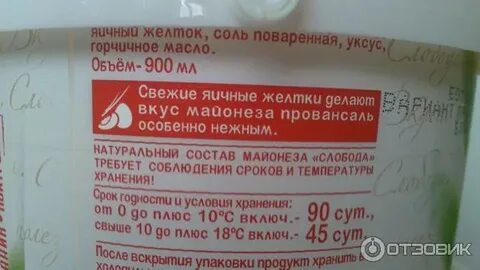 яичный желток, соль поваренная, уксус,
горчичное масло.
Объём- 900 мл
Свежие яичные желтки делают
вкус майонеза провансаль
особенно нежным.
ВАРИАНТ
НАТУРАЛЬНЫЙ СОСТАВ МАЙОНЕЗА «СЛОБОДА»
ТРЕБУЕТ СОБЛЮДЕНИЯ СРОКОВ И ТЕМПЕРАТУРЫ
ХРАНЕНИЯ!
Срок годности и условия хранения:
от 0 до плюс 10°С включ.- 90 сут.,
свыше 10 до плюс 18°С включ.- 45 сут.
После вскрытия упаковки продукт хранить в
ОТЗОВИК